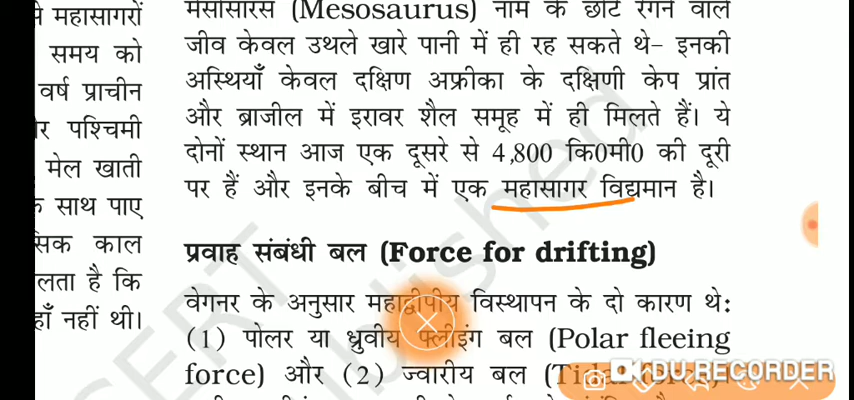 से महासागरों
समय को
वर्ष प्राचीन
र पश्चिमी
मेल खाती
साथ पाए
सिक काल
लता है कि
हाँ नहीं थी।
मेसोसारस (Mesosaurus) नाम के छोटे रेंगने वाले
जीव केवल उथले खारे पानी में ही रह सकते थे- इनकी
अस्थियाँ केवल दक्षिण अफ्रीका के दक्षिणी केप प्रांत
और ब्राजील में इरावर शैल समूह में ही मिलते हैं। ये
दोनों स्थान आज एक दूसरे से 4,800 कि0मी0 की दूरी
पर हैं और इनके बीच में एक महासागर विद्यमान है।
प्रवाह संबंधी बल (Force for drifting)
वेगनर के अनुसार महाद्वीपीय विस्थापन के दो कारण थे:
(1) पोलर या ध्रुवीय फ्लीइंग बल (Polar fleeing
force) और (2) ज्वारीय बल (Tidal force)
DU RECORDER